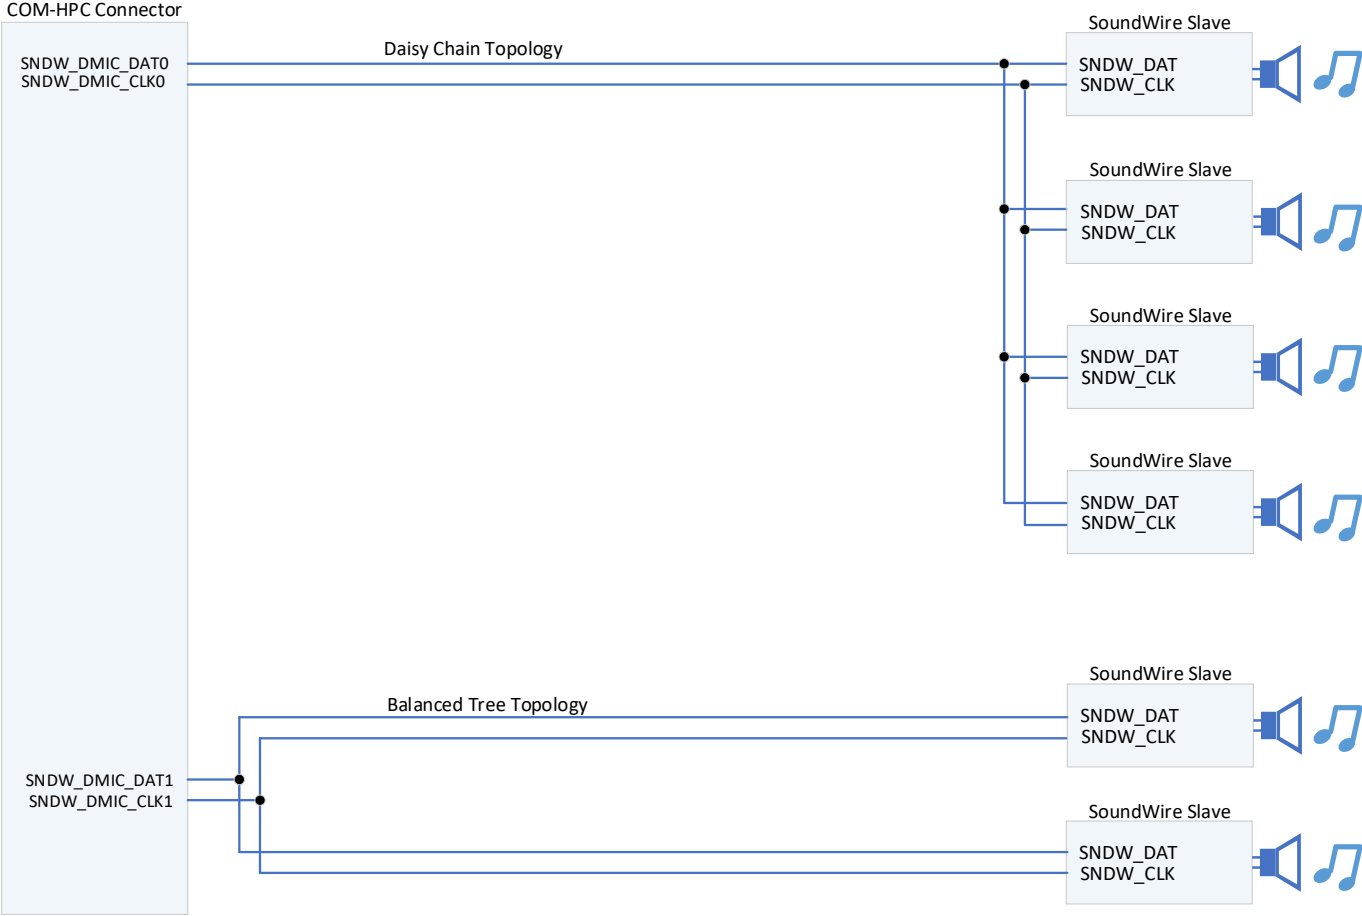 COM-HPC Connector
SNDW_DMIC_DAT0
SNDW_DMIC_CLK0
Daisy Chain Topology
SoundWire Slave
SNDW_DAT
SNDW_CLK
SoundWire Slave
SNDW_DAT
SNDW_CLK
SoundWire Slave
SNDW_DAT
SNDW_CLK
SoundWire Slave
SNDW_DAT
SNDW_CLK
SNDW_DMIC_DAT1
SNDW_DMIC_CLK1
Balanced Tree Topology
SoundWire Slave
SNDW_DAT
SNDW_CLK
SoundWire Slave
SNDW_DAT
SNDW_CLK